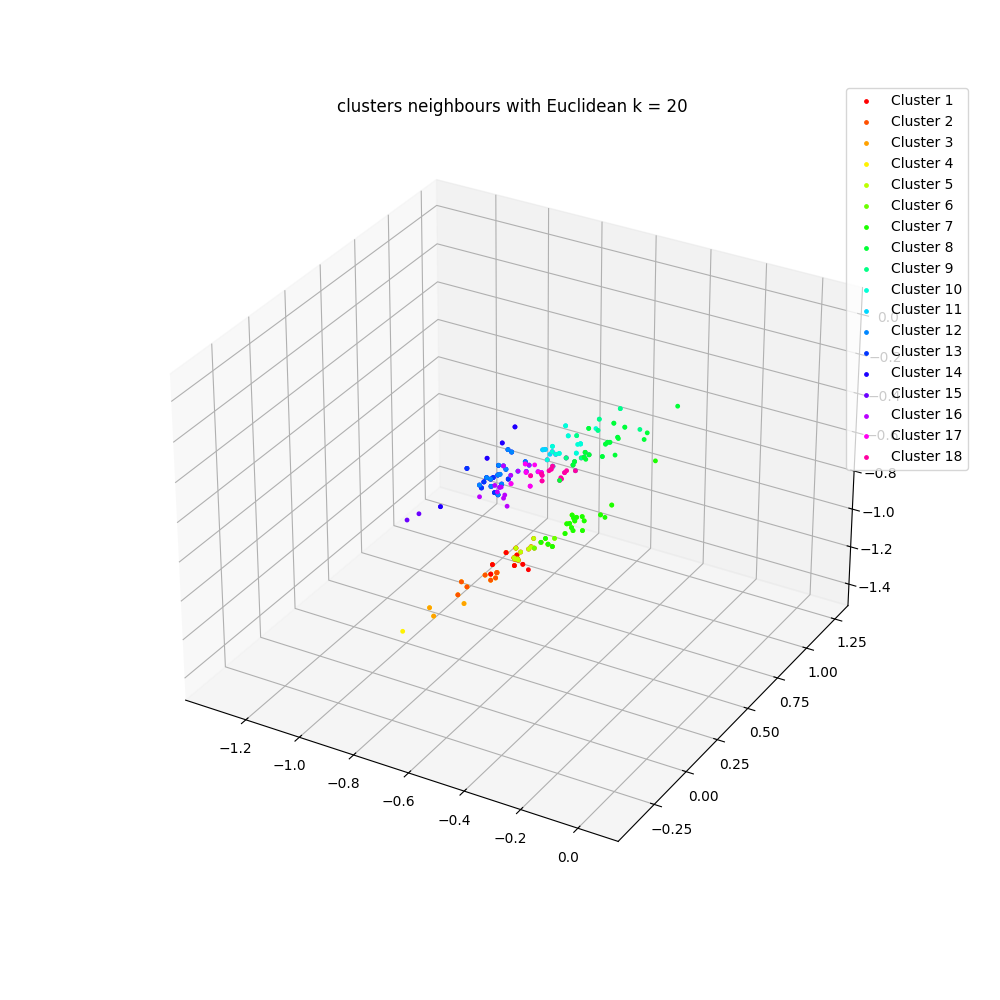 clusters neighbours with Euclidean k = 20
Cluster 1
Cluster 2
Cluster 3
Cluster 4
Cluster 5
Cluster 6
Cluster 7
Cluster 8
Cluster 9
Cluster 10
Cluster 11
Cluster 12
Cluster 13
Cluster 14
Cluster 15
Cluster 16
Cluster 17
Cluster 18
0.0
−0.2
−0.8
−1.0
−1.2
−1.4
1.25
1.00
0.75
0.50
0.25
0.00
−0.25
−1.2
−1.0
−0.8
−0.6
−0.4
−0.2
0.0